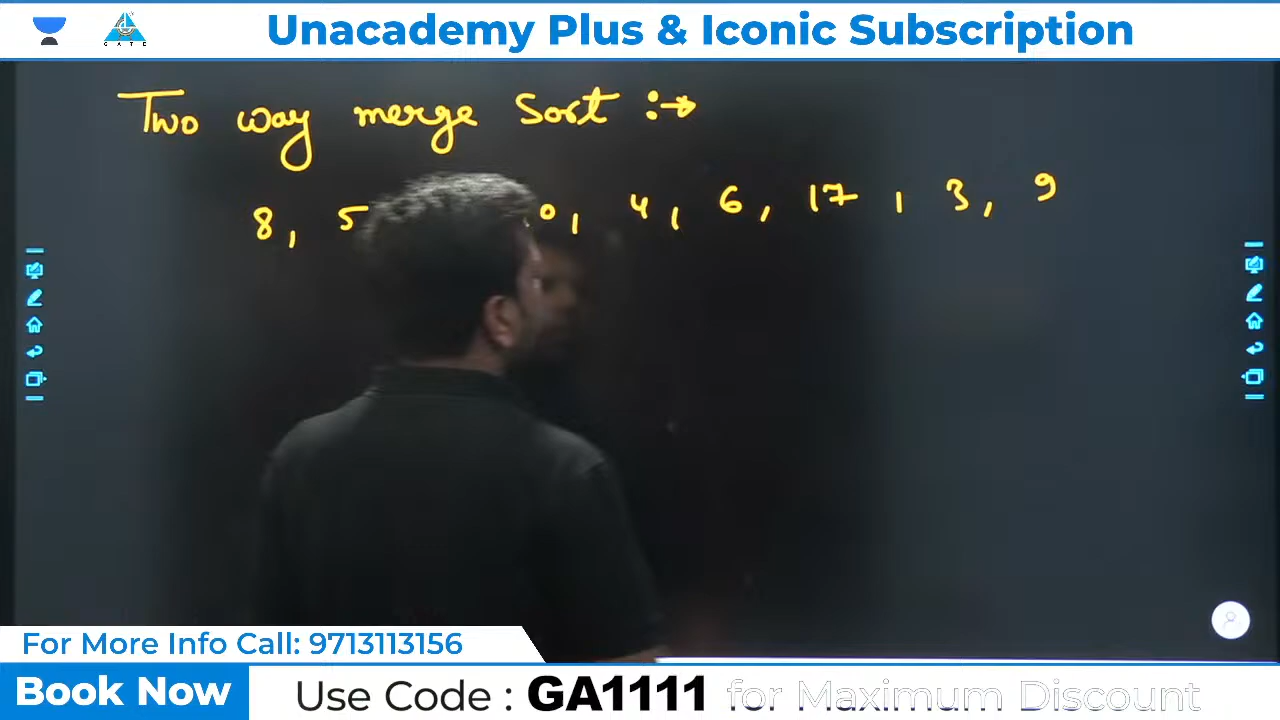 Unacademy Plus & Iconic Subscription
GATE
Two way merge Sort :→
8, 5 0, 4, 6, 17, 3, 9
For More Info Call: 9713113156
Book Now
Use Code : GA1111 for Maximum Discount